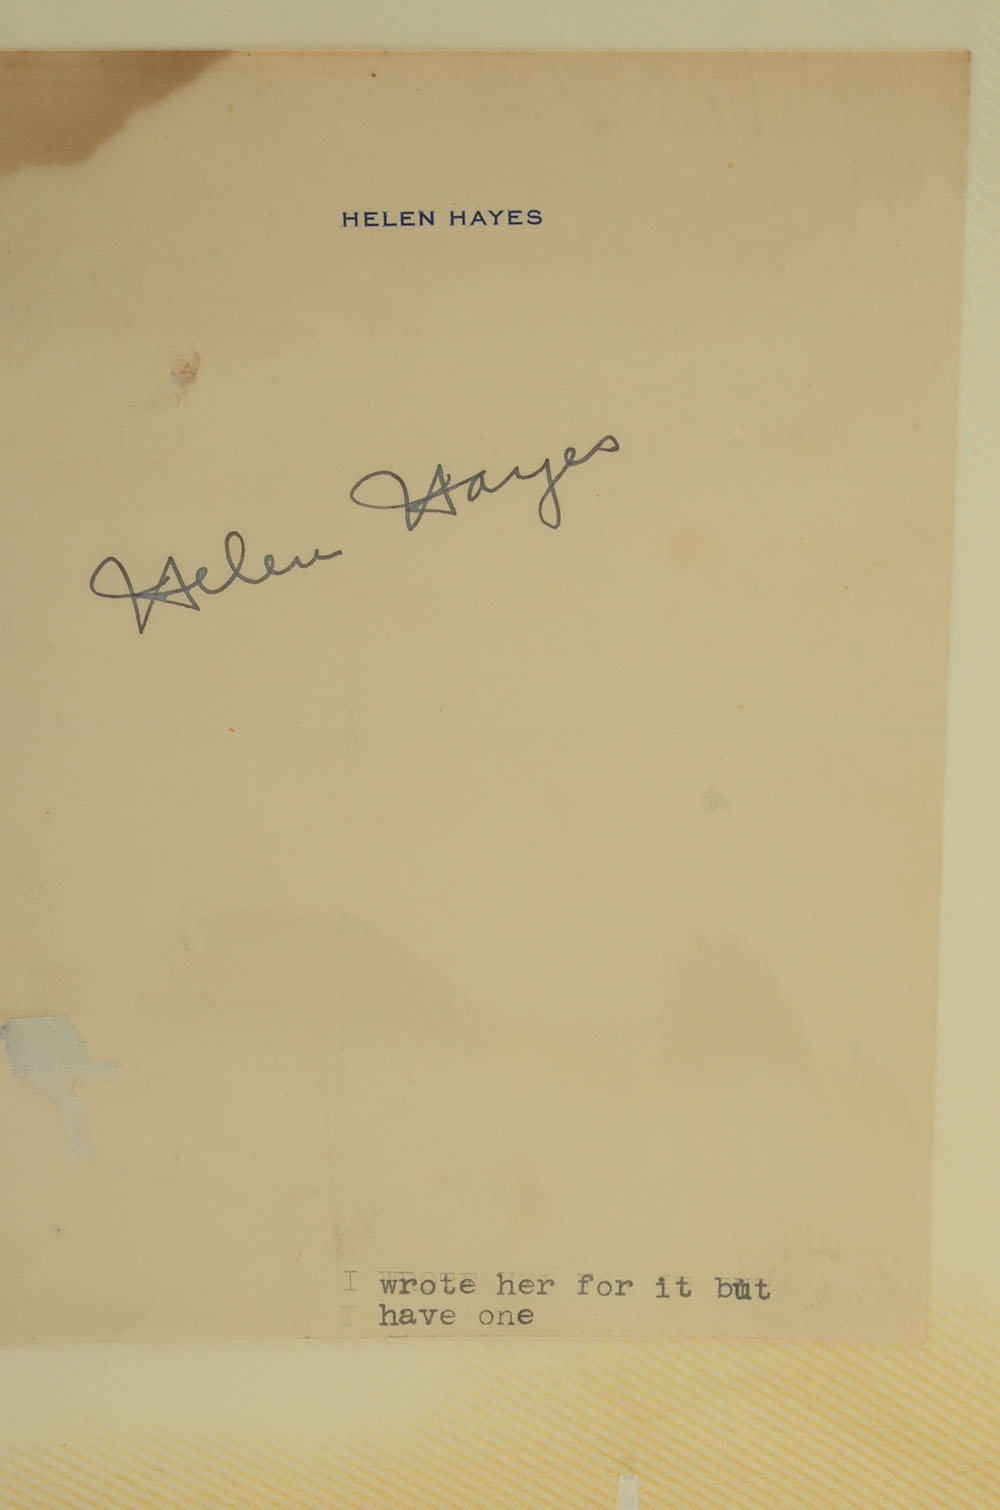 HELEN HAYES
Helen Hayes
I wrote her for it but
I have one